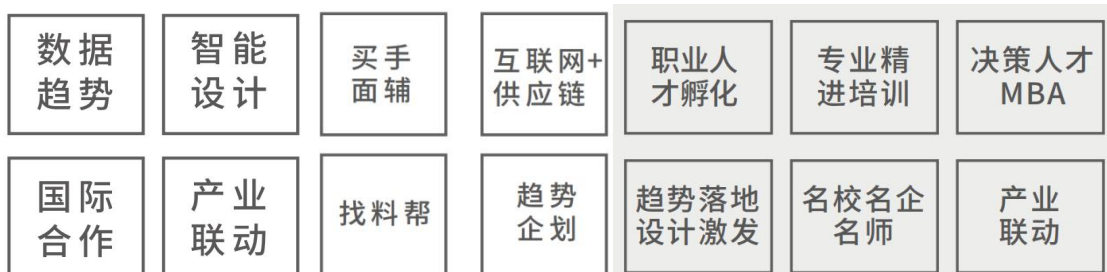 数据
趋势
智能
设计
买手
面辅
互联网+
供应链
职业人
才孵化
专业精
进培训
决策人才
MBA
国际
合作
产业
联动
找料帮
趋势
企划
趋势落地
设计激发
名校名企
名师
产业
联动